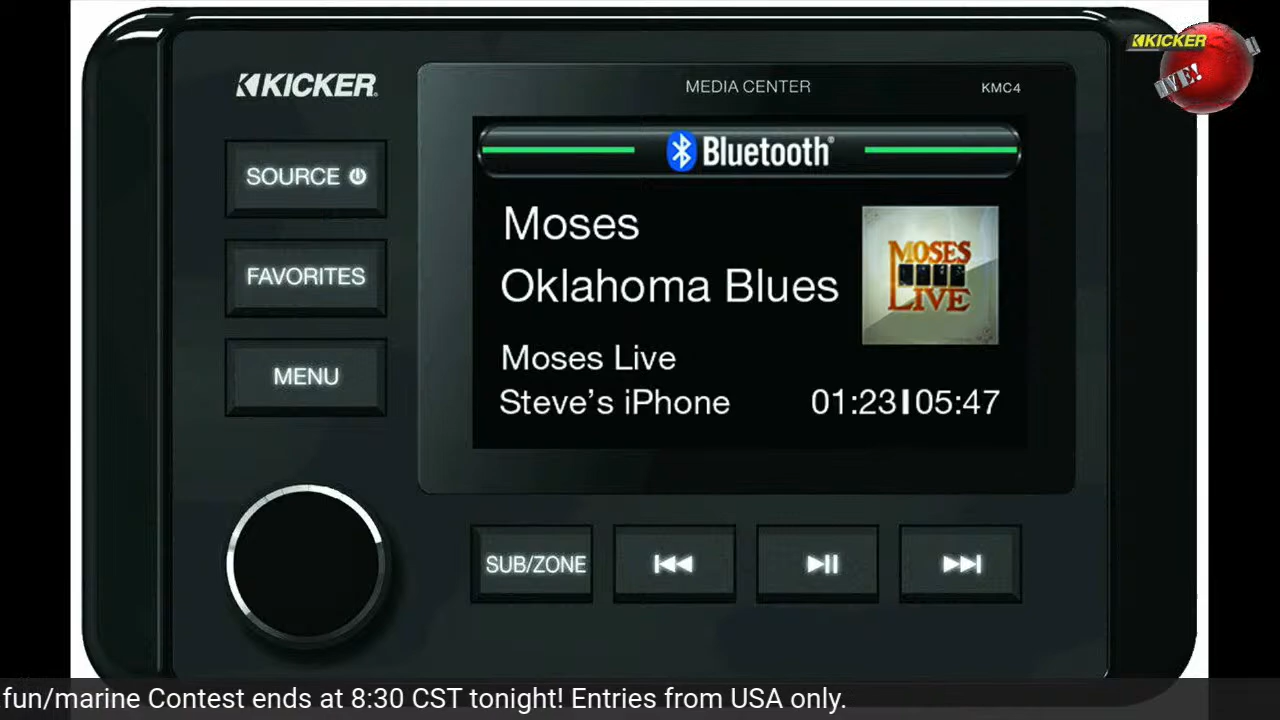 KICKER
LIVE!
KICKER
MEDIA CENTER
KMC4
SOURCE
FAVORITES
MENU
Bluetooth®
Moses
Oklahoma Blues
Moses Live
Steve's iPhone
01:23|05:47
MOSES
LIVE
SUB/ZONE
fun/marine Contest ends at 8:30 CST tonight! Entries from USA only.